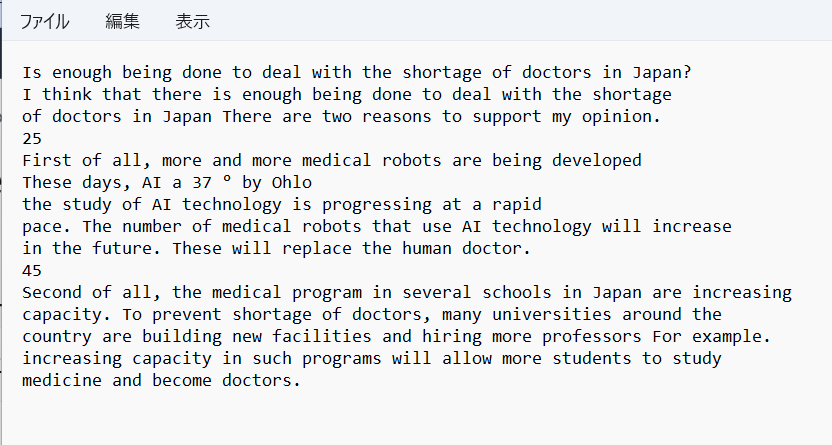 ファイル 編集 表示
Is enough being done to deal with the shortage of doctors in Japan?
I think that there is enough being done to deal with the shortage
of doctors in Japan There are two reasons to support my opinion.
25
First of all, more and more medical robots are being developed
These days, AI a 37 º by Ohlo
the study of AI technology is progressing at a rapid
pace. The number of medical robots that use AI technology will increase
in the future. These will replace the human doctor.
45
Second of all, the medical program in several schools in Japan are increasing
capacity. To prevent shortage of doctors, many universities around the
country are building new facilities and hiring more professors For example.
increasing capacity in such programs will allow more students to study
medicine and become doctors.